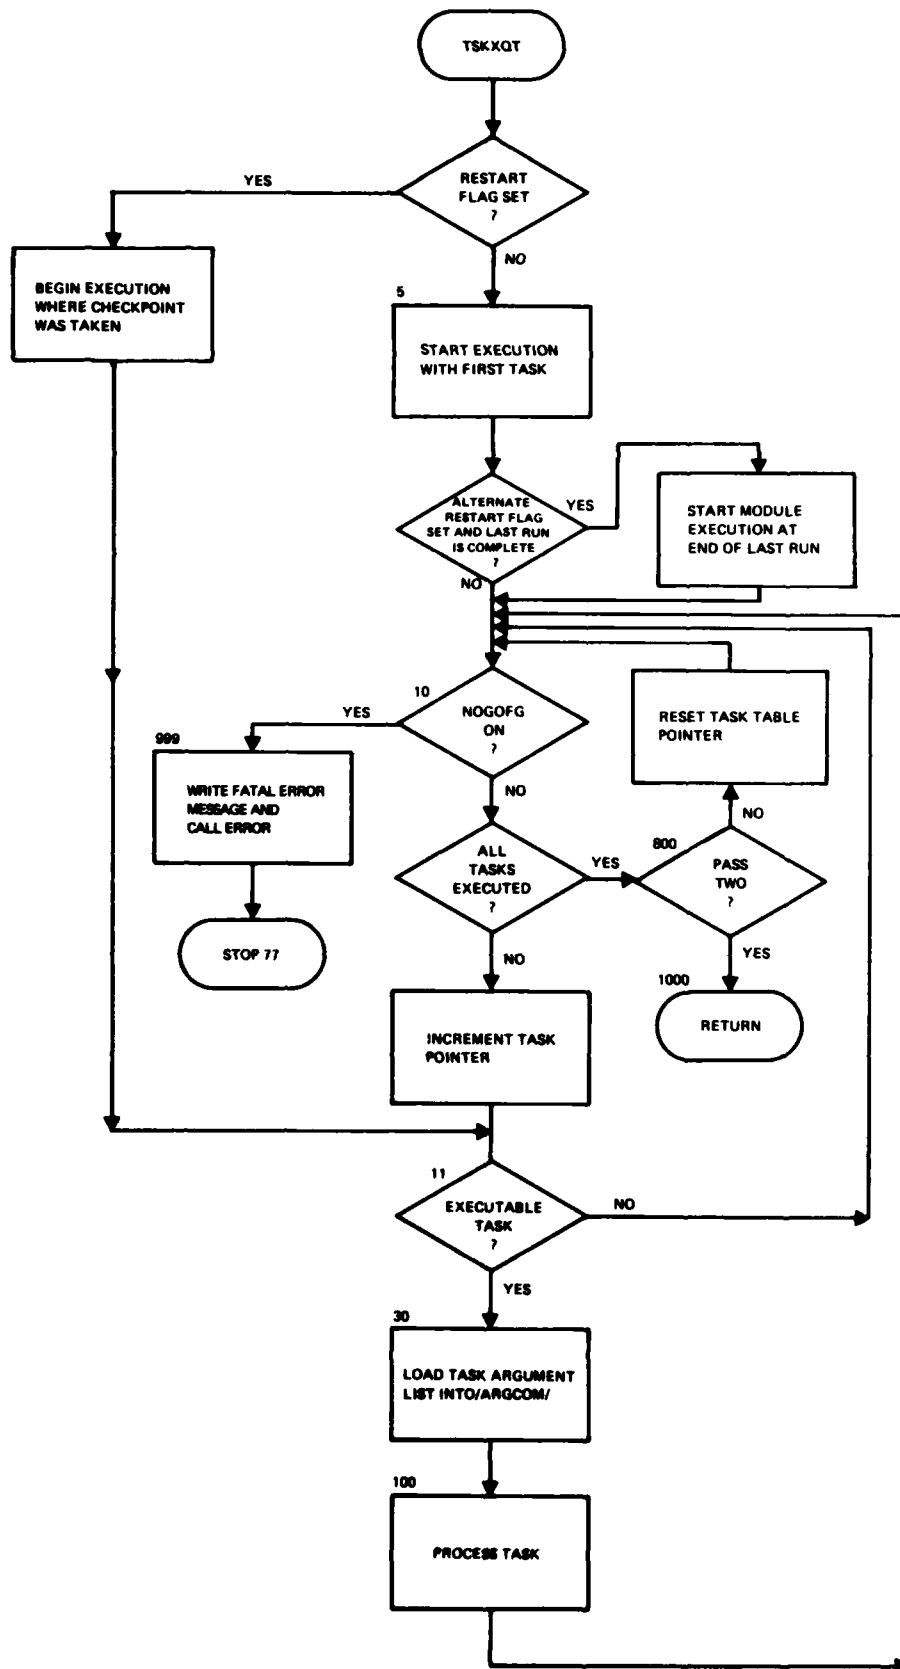 TSKXQT
RESTART
FLAG SET
?
YES
NO
BEGIN EXECUTION
WHERE CHECKPOINT
WAS TAKEN
5
START EXECUTION
WITH FIRST TASK
ALTERNATE
RESTART FLAG
SET AND LAST RUN
IS COMPLETE
?
YES
NO
START MODULE
EXECUTION AT
END OF LAST RUN
10
NOGOFG
ON
?
YES
NO
RESET TASK TABLE
POINTER
999
WRITE FATAL ERROR
MESSAGE AND
CALL ERROR
STOP 77
ALL
TASKS
EXECUTED
?
YES
NO
800
PASS
TWO
?
NO
YES
1000
RETURN
INCREMENT TASK
POINTER
11
EXECUTABLE
TASK
?
NO
YES
30
LOAD TASK ARGUMENT
LIST INTO/ARGCOM/
100
PROCESS TASK